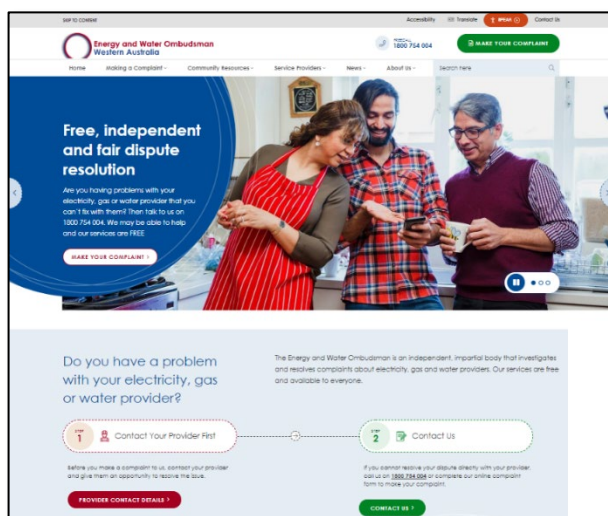 SKIP TO CONTENT
Accessibility Translate SPEAK Contact Us
Energy and Water Ombudsman
Western Australia
FREECALL
1800 754 004
MAKE YOUR COMPLAINT
Home Making a Complaint Community Resources Service Providers News About Us Search here
Free, independent
and fair dispute
resolution
Are you having problems with your
electricity, gas or water provider that you
can't fix with them? Then talk to us on
1800 754 004. We may be able to help
and our services are FREE
MAKE YOUR COMPLAINT >
Do you have a problem
with your electricity, gas
or water provider?
The Energy and Water Ombudsman is an independent, impartial body that investigates
and resolves complaints about electricity, gas and water providers. Our services are free
and available to everyone.
STEP
1
Contact Your Provider First
Before you make a complaint to us, contact your provider
and give them an opportunity to resolve the issue.
PROVIDER CONTACT DETAILS >
STEP
2
Contact Us
If you cannot resolve your dispute directly with your provider,
call us on 1800 754 004 or complete our online complaint
form to make your complaint.
CONTACT US >